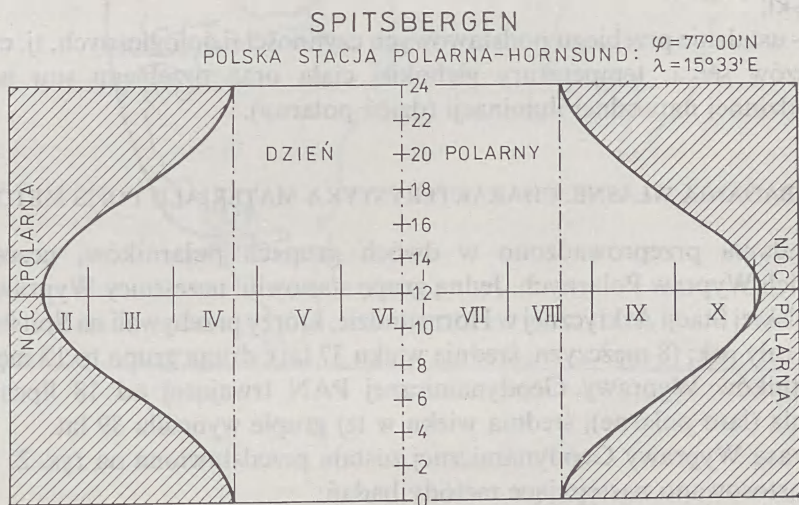 SPITSBERGEN
POLSKA STACJA POLARNA-HORNSUND: φ=77°00'N
λ=15°33'E
24
22
DZIEŃ 20 POLARNY
18
16
14
12
NOC POLARNA II III IV V VI VII VIII IX X NOC POLARNA
10
8
6
4
2
0